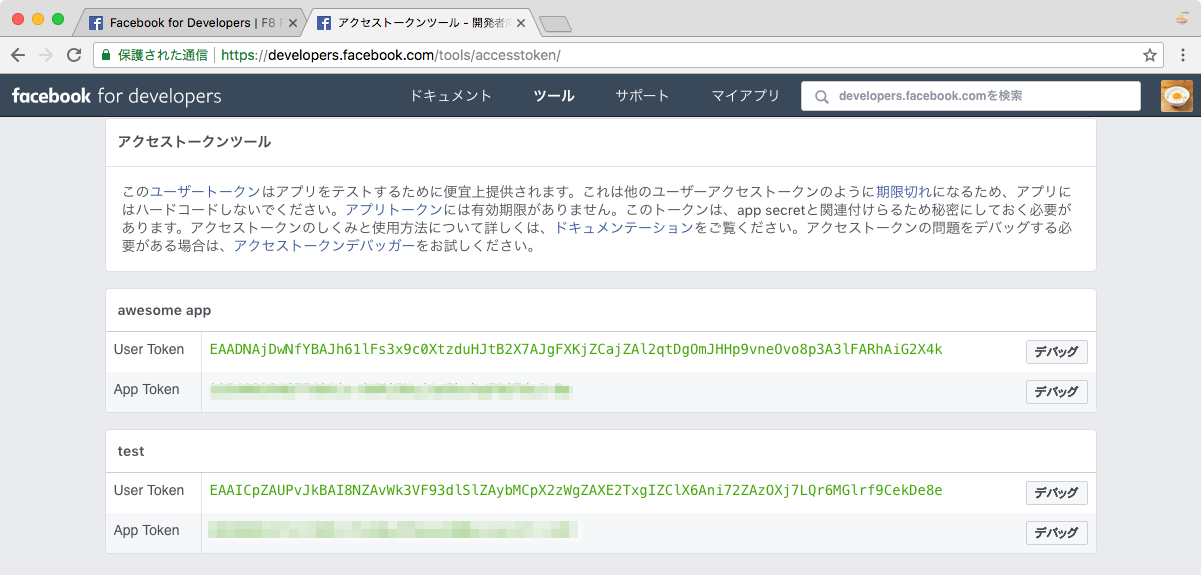 Facebook for Developers | F8
アクセストークンツール - 開発者向
保護された通信 https://developers.facebook.com/tools/accesstoken/
facebook for developers ドキュメント ツール サポート マイアプリ developers.facebook.comを検索
アクセストークンツール
このユーザートークンはアプリをテストするために便宜上提供されます。これは他のユーザーアクセストークンのように期限切れになるため、アプリに
はハードコードしないでください。アプリトークンには有効期限がありません。このトークンは、app secretと関連付けらるため秘密にしておく必要が
あります。アクセストークンのしくみと使用方法について詳しくは、ドキュメンテーションをご覧ください。アクセストークンの問題をデバッグする必
要がある場合は、アクセストークンデバッガーをお試しください。
awesome app
User Token EAADNAjDwNfYBAJh61lFs3x9c0XtzduHJtB2X7AJgFXKjZCajZAl2qtDgOmJHHp9vneOvo8p3A3lFARhAiG2X4k デバッグ
App Token デバッグ
test
User Token EAAICpZAUPvJkBAI8NZAvWk3VF93dlSlZAybMCpX2zWgZAXE2TxgIZClX6Ani72ZAzOXj7LQr6MGlrf9CekDe8e デバッグ
App Token デバッグ